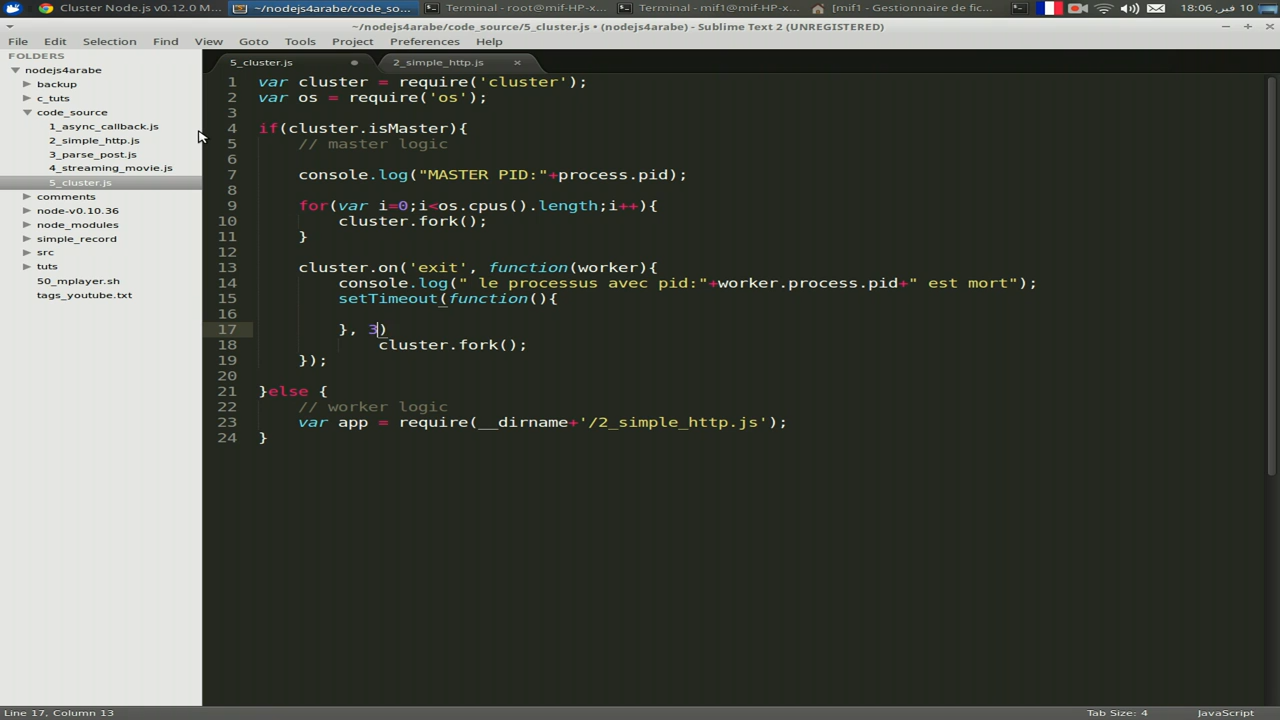 Cluster Node.js v0.12.0 M... ~/nodejs4arabe/code_so... Terminal - root@mif-HP-x... Terminal - mif1@mif-HP-x... [mif1 - Gestionnaire de fic... 18:06 فبر, 10
~/nodejs4arabe/code_source/5_cluster.js • (nodejs4arabe) - Sublime Text 2 (UNREGISTERED)
File Edit Selection Find View Goto Tools Project Preferences Help
FOLDERS
nodejs4arabe
backup
c_tuts
code_source
1_async_callback.js
2_simple_http.js
3_parse_post.js
4_streaming_movie.js
5_cluster.js
comments
node-v0.10.36
node_modules
simple_record
src
tuts
50_mplayer.sh
tags_youtube.txt
5_cluster.js 2_simple_http.js
1 var cluster = require('cluster');
2 var os = require('os');
3
4 if(cluster.isMaster){
5 // master logic
6
7 console.log("MASTER PID:"+process.pid);
8
9 for(var i=0;i<os.cpus().length;i++){
10 cluster.fork();
11 }
12
13 cluster.on('exit', function(worker){
14 console.log(" le processus avec pid:"+worker.process.pid+" est mort");
15 setTimeout(function(){
16
17 }, 3)
18 cluster.fork();
19 });
20
21 }else {
22 // worker logic
23 var app = require(__dirname+'/2_simple_http.js');
24 }
Line 17, Column 13 Tab Size: 4 JavaScript